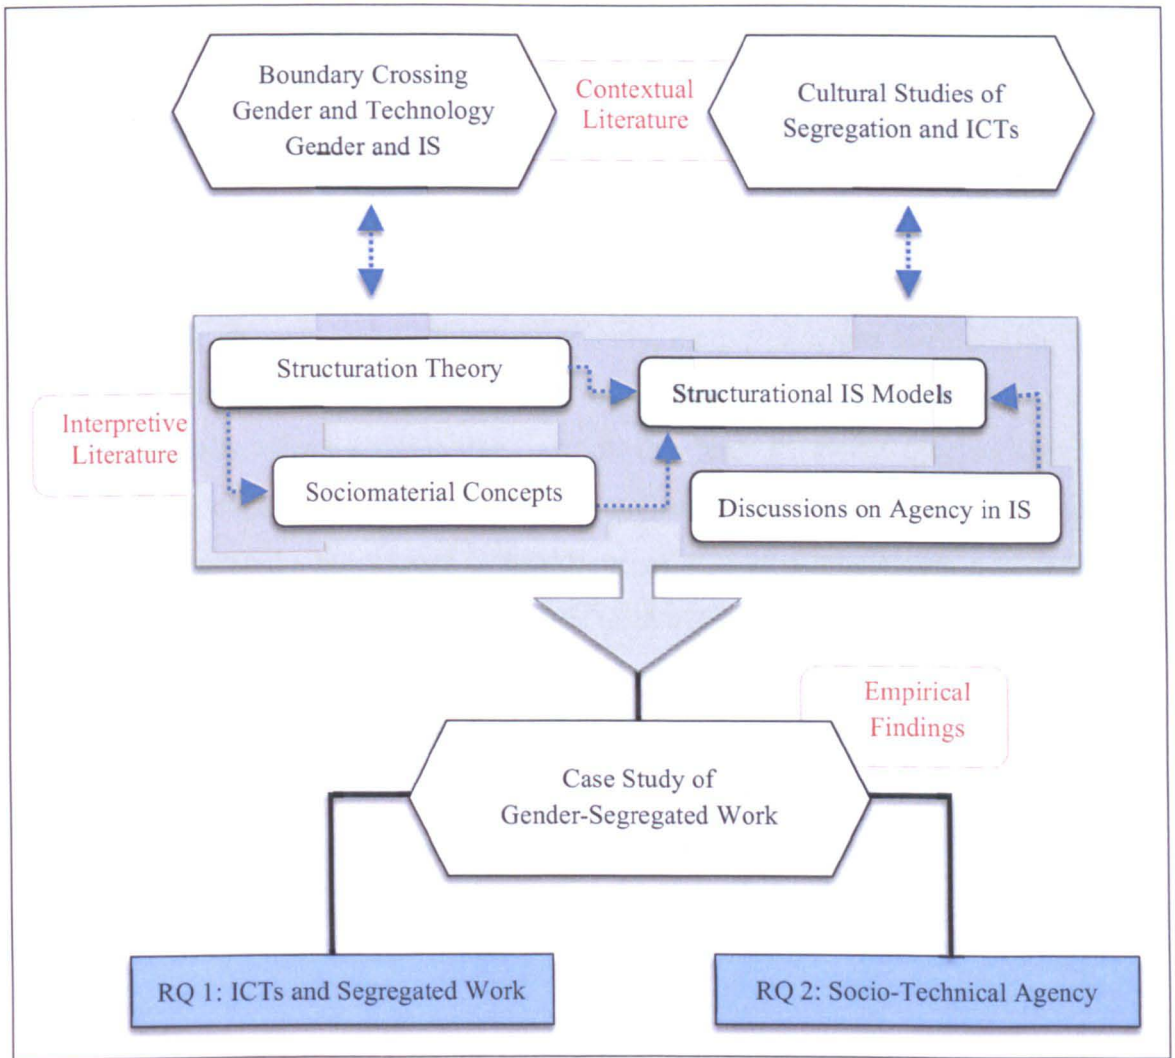 Boundary Crossing
Gender and Technology
Gender and IS
Contextual
Literature
Cultural Studies of
Segregation and ICTs
Structuration Theory
Structurational IS Models
Interpretive
Literature
Sociomaterial Concepts
Discussions on Agency in IS
Empirical
Findings
Case Study of
Gender-Segregated Work
RQ 1: ICTs and Segregated Work
RQ 2: Socio-Technical Agency